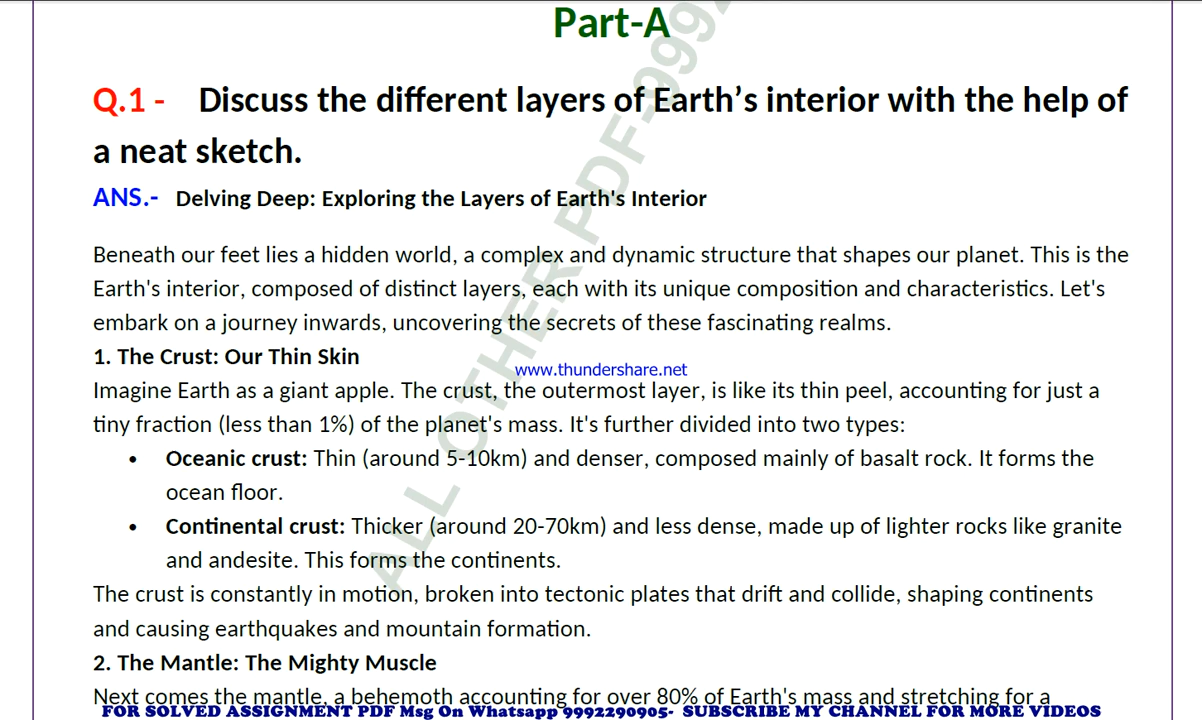 Part-A
Q.1 - Discuss the different layers of Earth's interior with the help of
a neat sketch.
ANS.- Delving Deep: Exploring the Layers of Earth's Interior
Beneath our feet lies a hidden world, a complex and dynamic structure that shapes our planet. This is the
Earth's interior, composed of distinct layers, each with its unique composition and characteristics. Let's
embark on a journey inwards, uncovering the secrets of these fascinating realms.
1. The Crust: Our Thin Skin
www.thundershare.net
Imagine Earth as a giant apple. The crust, the outermost layer, is like its thin peel, accounting for just a
tiny fraction (less than 1%) of the planet's mass. It's further divided into two types:
• Oceanic crust: Thin (around 5-10km) and denser, composed mainly of basalt rock. It forms the
ocean floor.
• Continental crust: Thicker (around 20-70km) and less dense, made up of lighter rocks like granite
and andesite. This forms the continents.
The crust is constantly in motion, broken into tectonic plates that drift and collide, shaping continents
and causing earthquakes and mountain formation.
2. The Mantle: The Mighty Muscle
Next comes the mantle, a behemoth accounting for over 80% of Earth's mass and stretching for a
FOR SOLVED ASSIGNMENT PDF Msg On Whatsapp 9992290905- SUBSCRIBE MY CHANNEL FOR MORE VIDEOS
ALL OTHER PDF-999